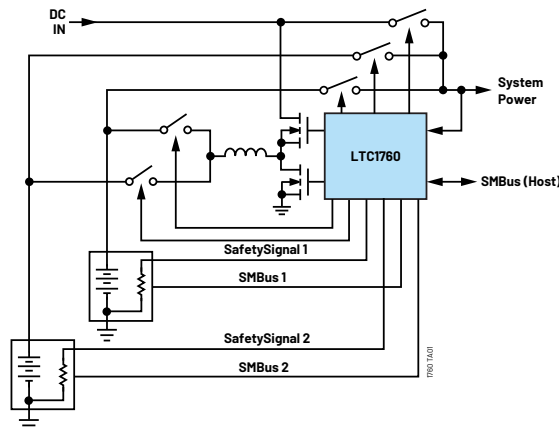 DC
IN
System
Power
LTC1760
SMBus (Host)
SafetySignal 1
SMBus 1
SafetySignal 2
SMBus 2
1760 TA01